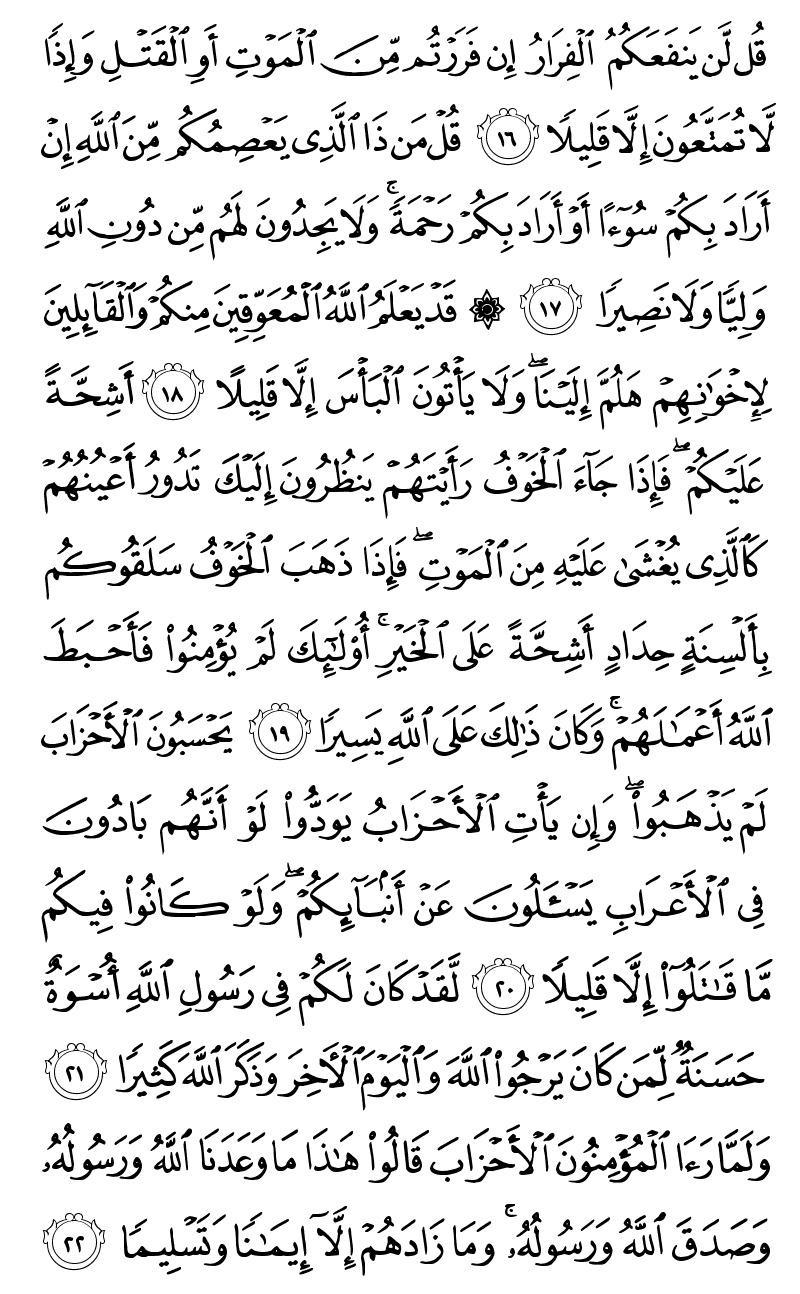 قُل لَّن يَنفَعَكُمُ ٱلْفِرَارُ إِن فَرَرْتُم مِّنَ ٱلْمَوْتِ أَوِ ٱلْقَتْلِ وَإِذًا
لَّا تُمَتَّعُونَ إِلَّا قَلِيلًا ١٦ قُلْ مَن ذَا ٱلَّذِى يَعْصِمُكُم مِّنَ ٱللَّهِ إِنْ
أَرَادَ بِكُمْ سُوٓءًا أَوْ أَرَادَ بِكُمْ رَحْمَةً ۚ وَلَا يَجِدُونَ لَهُم مِّن دُونِ ٱللَّهِ
وَلِيًّا وَلَا نَصِيرًا ١٧ ۞ قَدْ يَعْلَمُ ٱللَّهُ ٱلْمُعَوِّقِينَ مِنكُمْ وَٱلْقَآئِلِينَ
لِإِخْوَٰنِهِمْ هَلُمَّ إِلَيْنَا ۖ وَلَا يَأْتُونَ ٱلْبَأْسَ إِلَّا قَلِيلًا ١٨ أَشِحَّةً
عَلَيْكُمْ ۖ فَإِذَا جَآءَ ٱلْخَوْفُ رَأَيْتَهُمْ يَنظُرُونَ إِلَيْكَ تَدُورُ أَعْيُنُهُمْ
كَٱلَّذِى يُغْشَىٰ عَلَيْهِ مِنَ ٱلْمَوْتِ ۖ فَإِذَا ذَهَبَ ٱلْخَوْفُ سَلَقُوكُم
بِأَلْسِنَةٍ حِدَادٍ أَشِحَّةً عَلَى ٱلْخَيْرِ ۚ أُو۟لَٰٓئِكَ لَمْ يُؤْمِنُوا۟ فَأَحْبَطَ
ٱللَّهُ أَعْمَٰلَهُمْ ۚ وَكَانَ ذَٰلِكَ عَلَى ٱللَّهِ يَسِيرًا ١٩ يَحْسَبُونَ ٱلْأَحْزَابَ
لَمْ يَذْهَبُوا۟ ۖ وَإِن يَأْتِ ٱلْأَحْزَابُ يَوَدُّوا۟ لَوْ أَنَّهُم بَادُونَ
فِى ٱلْأَعْرَابِ يَسْـَٔلُونَ عَنْ أَنۢبَآئِكُمْ ۖ وَلَوْ كَانُوا۟ فِيكُم
مَّا قَٰتَلُوٓا۟ إِلَّا قَلِيلًا ٢٠ لَّقَدْ كَانَ لَكُمْ فِى رَسُولِ ٱللَّهِ أُسْوَةٌ
حَسَنَةٌ لِّمَن كَانَ يَرْجُوا۟ ٱللَّهَ وَٱلْيَوْمَ ٱلْـَٔاخِرَ وَذَكَرَ ٱللَّهَ كَثِيرًا ٢١
وَلَمَّا رَءَا ٱلْمُؤْمِنُونَ ٱلْأَحْزَابَ قَالُوا۟ هَٰذَا مَا وَعَدَنَا ٱللَّهُ وَرَسُولُهُۥ
وَصَدَقَ ٱللَّهُ وَرَسُولُهُۥ ۚ وَمَا زَادَهُمْ إِلَّآ إِيمَٰنًا وَتَسْلِيمًا ٢٢